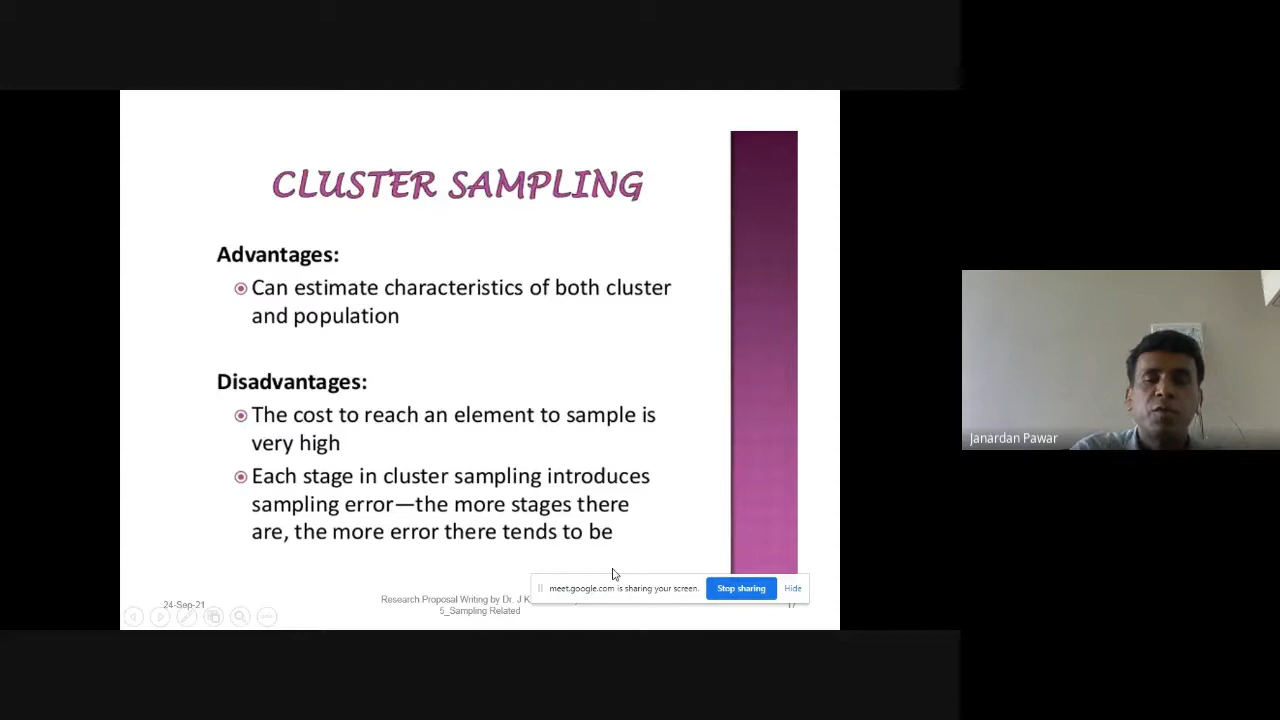 CLUSTER SAMPLING
Advantages:
Can estimate characteristics of both cluster
and population
Disadvantages:
The cost to reach an element to sample is
very high
Each stage in cluster sampling introduces
sampling error—the more stages there
are, the more error there tends to be
meet.google.com is sharing your screen.
Stop sharing
Hide
24-Sep-21
Research Proposal Writing by Dr. J K
5_Sampling Related
17
Janardan Pawar